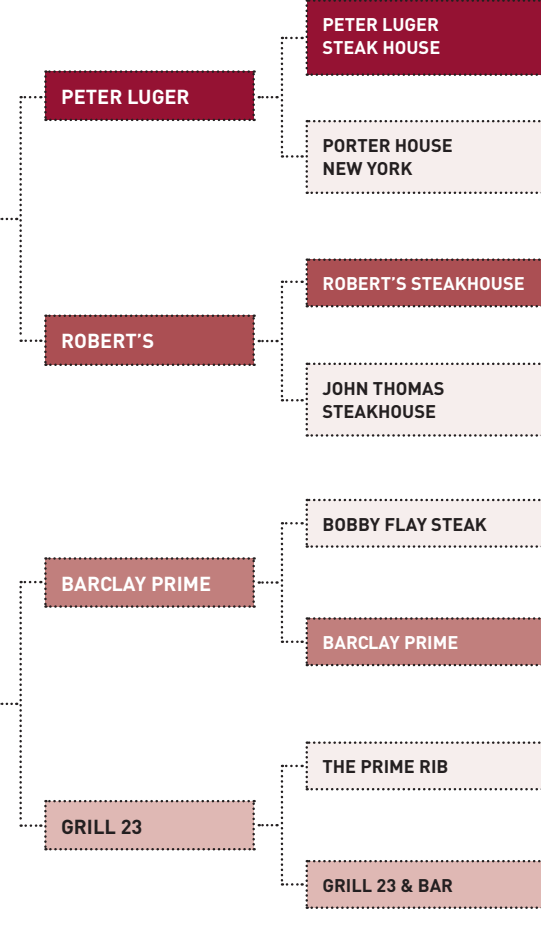 PETER LUGER
STEAK HOUSE
PETER LUGER
PORTER HOUSE
NEW YORK
ROBERT'S STEAKHOUSE
ROBERT'S
JOHN THOMAS
STEAKHOUSE
BOBBY FLAY STEAK
BARCLAY PRIME
BARCLAY PRIME
THE PRIME RIB
GRILL 23
GRILL 23 & BAR